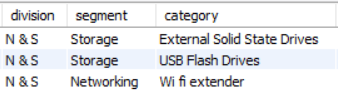 division segment category
N & S Storage External Solid State Drives
N & S Storage USB Flash Drives
N & S Networking Wi fi extender